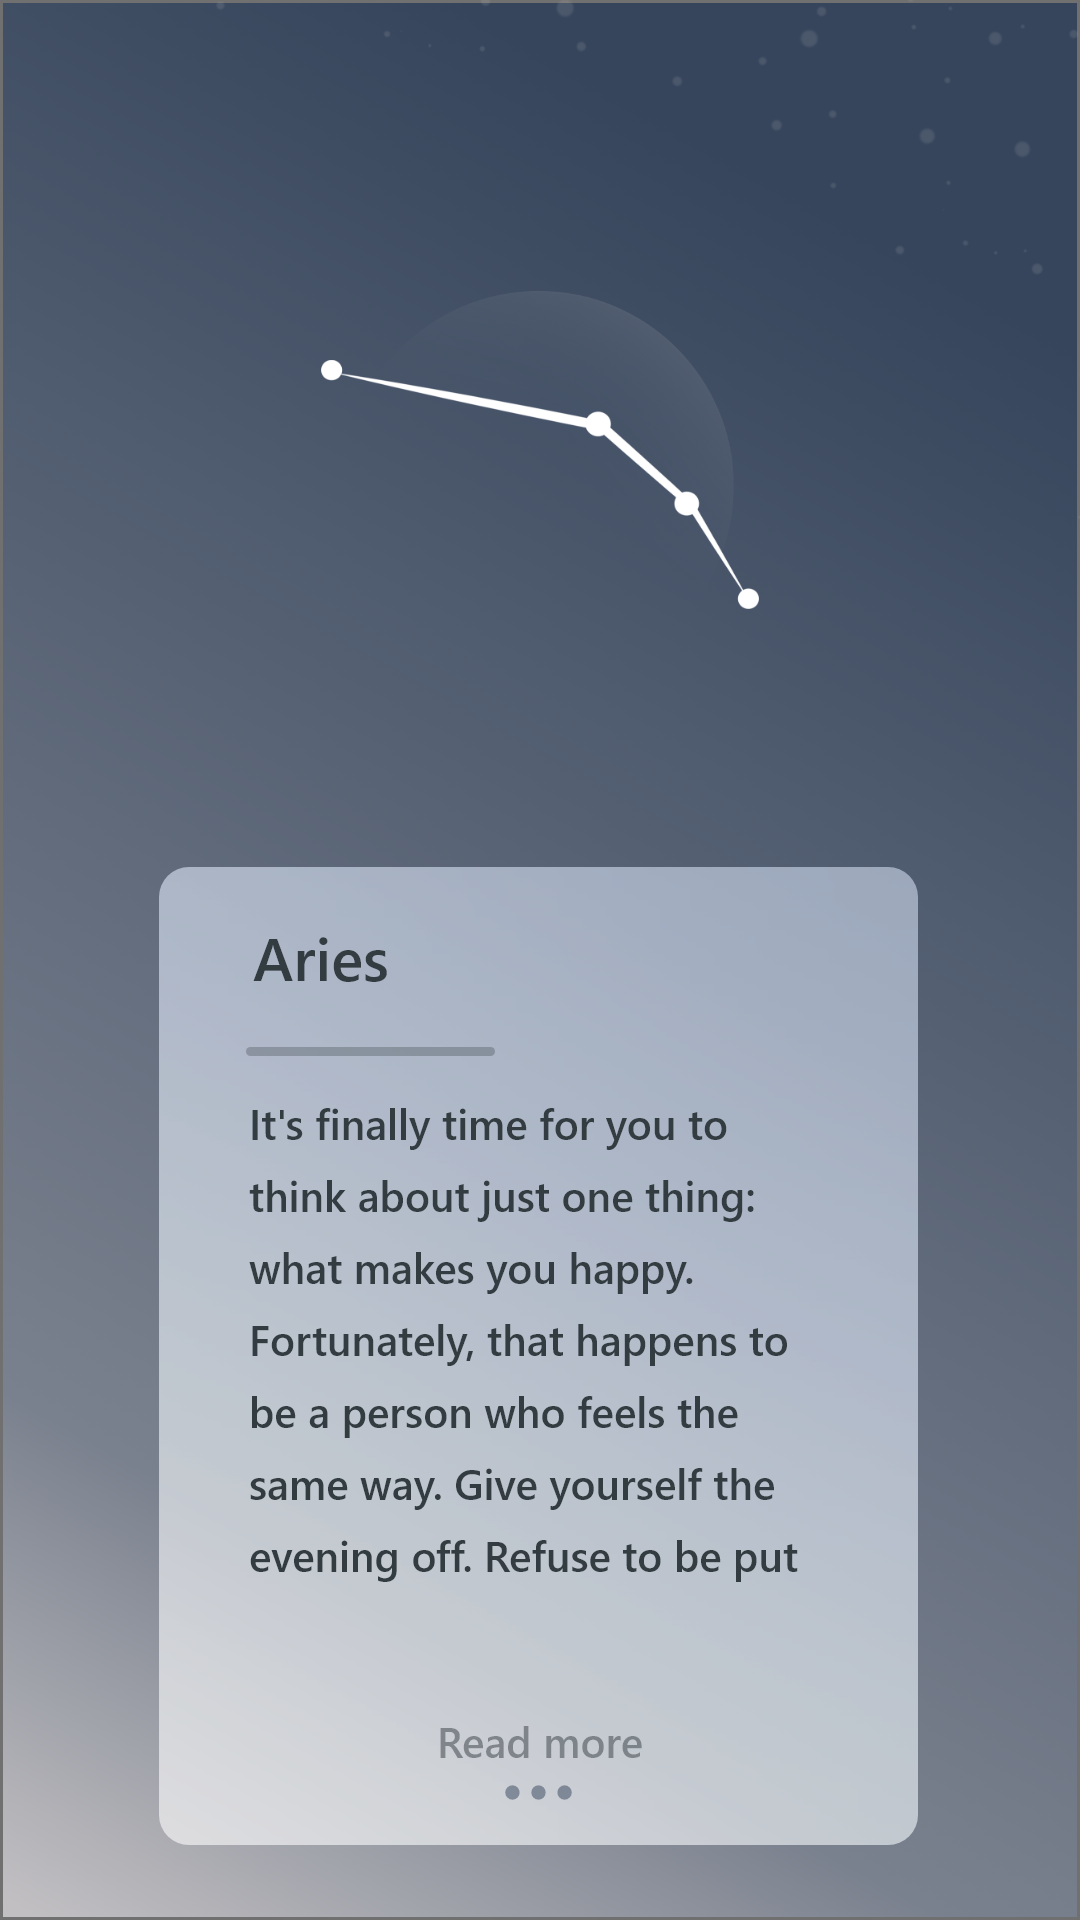 Aries
It's finally time for you to
think about just one thing:
what makes you happy.
Fortunately, that happens to
be a person who feels the
same way. Give yourself the
evening off. Refuse to be put
Read more